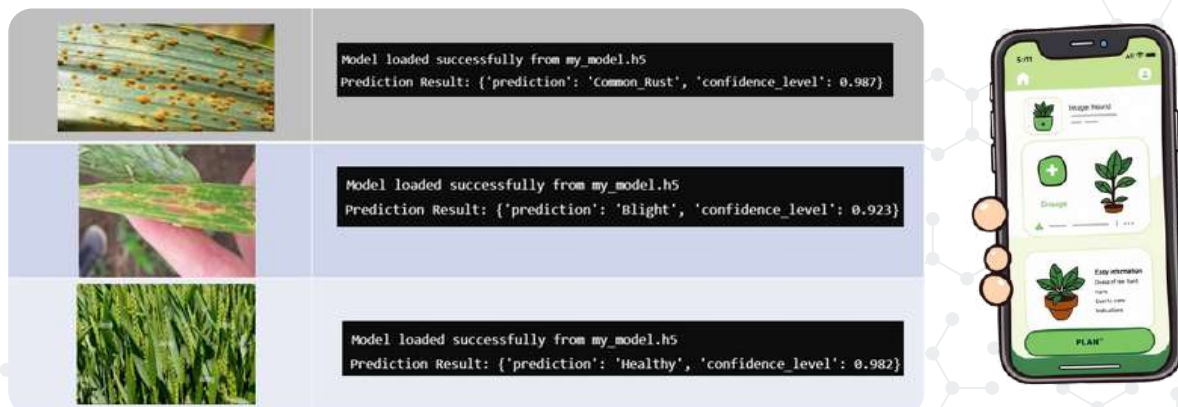 Model loaded successfully from my_model.h5
Prediction Result: {'prediction': 'Common_Rust', 'confidence_level': 0.987}
Model loaded successfully from my_model.h5
Prediction Result: {'prediction': 'Blight', 'confidence_level': 0.923}
Model loaded successfully from my_model.h5
Prediction Result: {'prediction': 'Healthy', 'confidence_level': 0.982}
PLAN